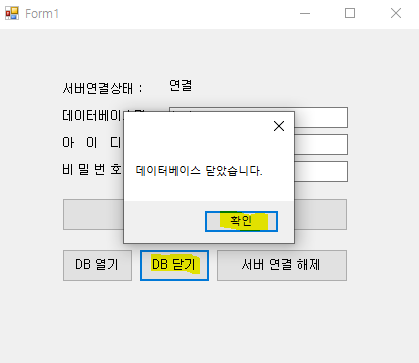 Form1
서버연결상태 : 연결
데이터베이스명
아 이 디
비 밀 번 호
데이터베이스 닫았습니다.
확인
DB 열기 DB 닫기 서버 연결 해제